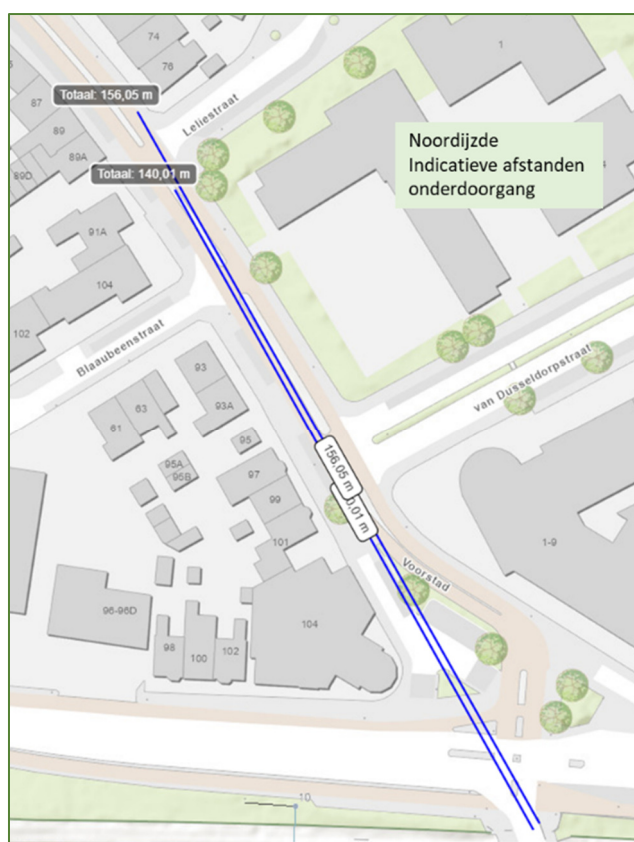 74
76
1
Totaal: 156,05 m
87
89
89A
89D
Leliestraat
Noordijzde
Indicatieve afstanden
onderdoorgang
Totaal: 140,01 m
91A
104
102
Blaaubeenstraat
93
93A
63
61
95
95A
95B
97
99
101
van Dusseldorpstraat
156,05 m
0,01 m
1-9
Voorstad
96-96D
98
100
102
104
10